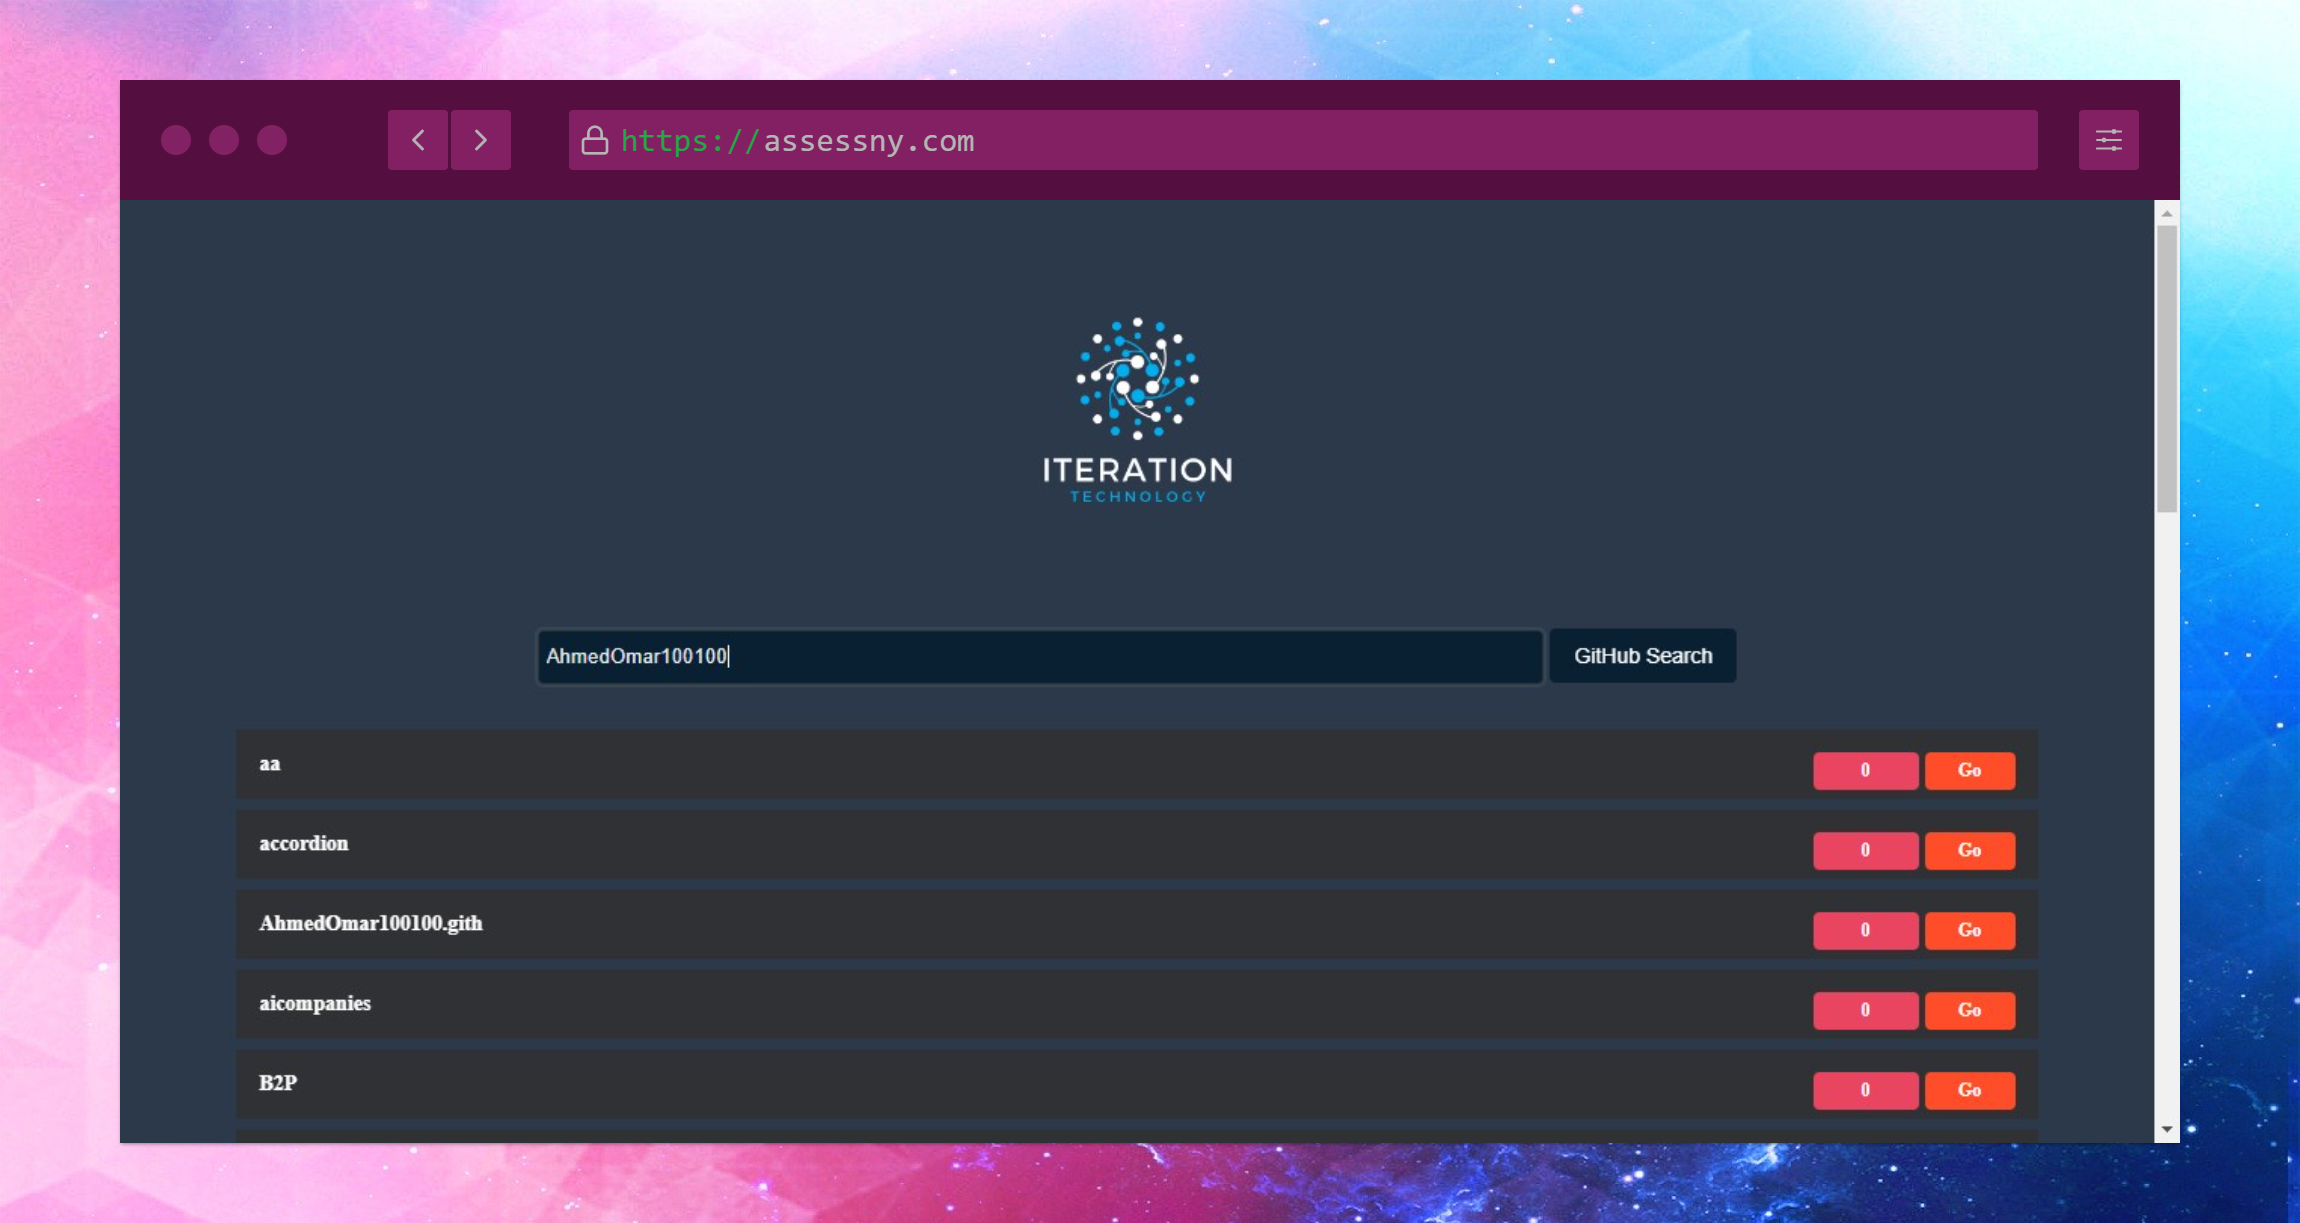 https://assessny.com
ITERATION
TECHNOLOGY
AhmedOmar100100 GitHub Search
aa 0 Go
accordion 0 Go
AhmedOmar100100.gith 0 Go
aicompanies 0 Go
B2P 0 Go